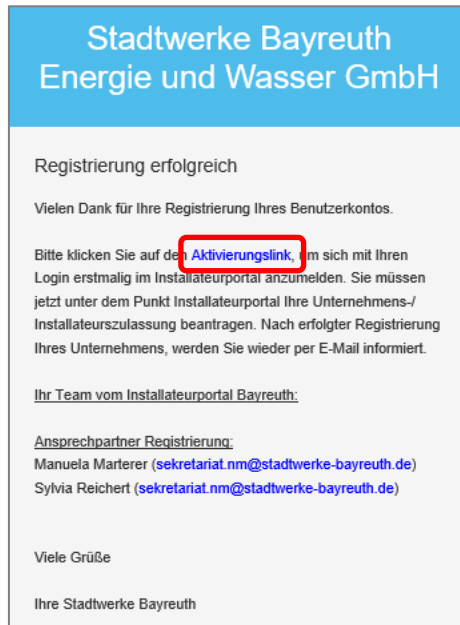 Stadtwerke Bayreuth
Energie und Wasser GmbH
Registrierung erfolgreich
Vielen Dank für Ihre Registrierung Ihres Benutzerkontos.
Bitte klicken Sie auf den Aktivierungslink, um sich mit Ihren
Login erstmalig im Installateurportal anzumelden. Sie müssen
jetzt unter dem Punkt Installateurportal Ihre Unternehmens-/
Installateurszulassung beantragen. Nach erfolgter Registrierung
Ihres Unternehmens, werden Sie wieder per E-Mail informiert.
Ihr Team vom Installateurportal Bayreuth:
Ansprechpartner Registrierung:
Manuela Marterer (sekretariat.nm@stadtwerke-bayreuth.de)
Sylvia Reichert (sekretariat.nm@stadtwerke-bayreuth.de)
Viele Grüße
Ihre Stadtwerke Bayreuth